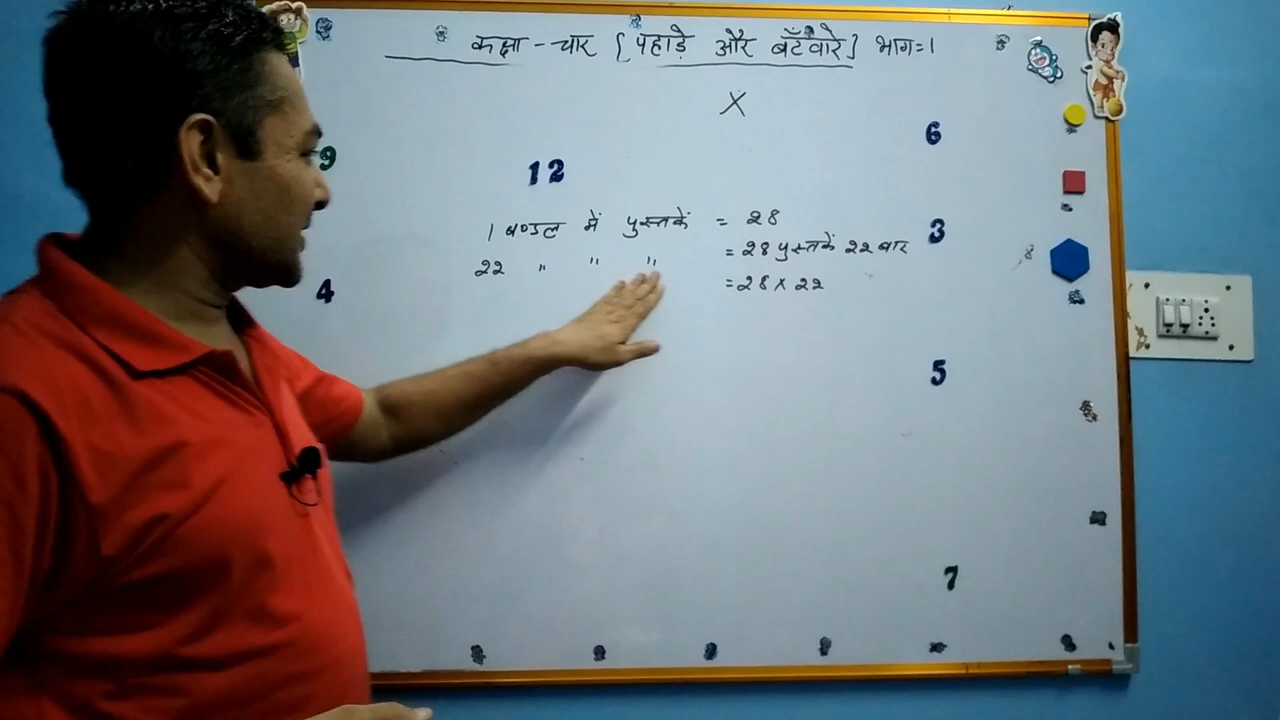 कक्षा - चार [पहाड़े और बँटवारे] भाग=1
X
6
9
12
1 बण्डल में पुस्तकें = 28
= 28 पुस्तकें 22 बार
3
22 " " "
= 28 X 22
4
5
7